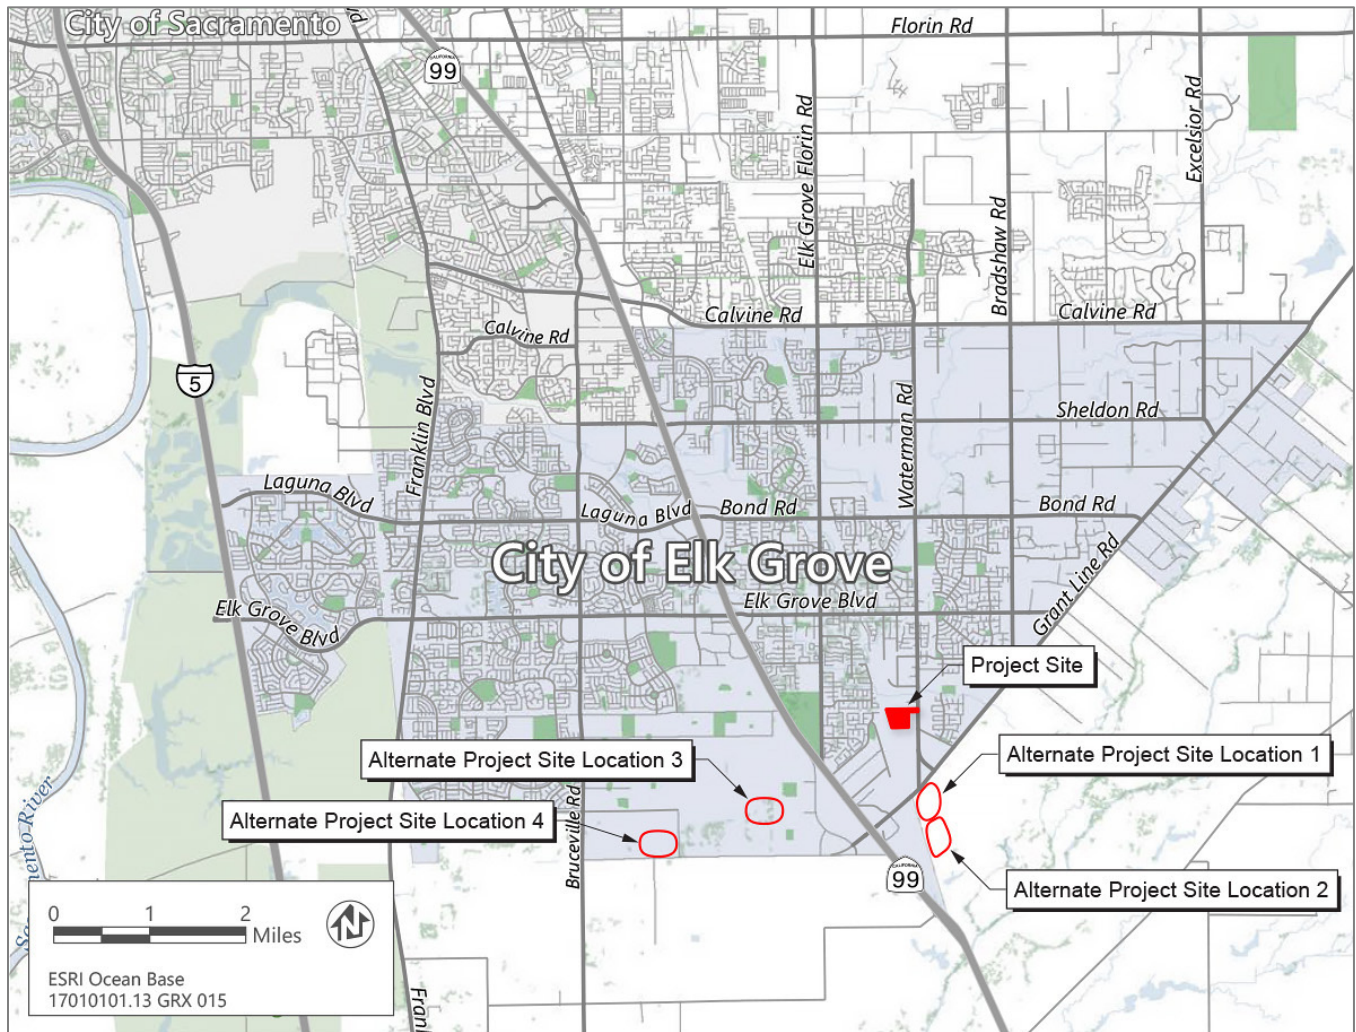 City of Sacramento
Florin Rd
CALIFORNIA
99
Excelsior Rd
Elk Grove Florin Rd
Bradshaw Rd
Calvine Rd
Calvine Rd
Calvine Rd
5
Franklin Blvd
Waterman Rd
Sheldon Rd
Laguna Blvd
Laguna Blvd
Bond Rd
Bond Rd
City of Elk Grove
Grant Line Rd
Elk Grove Blvd
Elk Grove Blvd
Project Site
Alternate Project Site Location 3
Alternate Project Site Location 1
Alternate Project Site Location 4
Bruceville Rd
CALIFORNIA
99
Alternate Project Site Location 2
0 1 2
Miles
N
ESRI Ocean Base
17010101.13 GRX 015